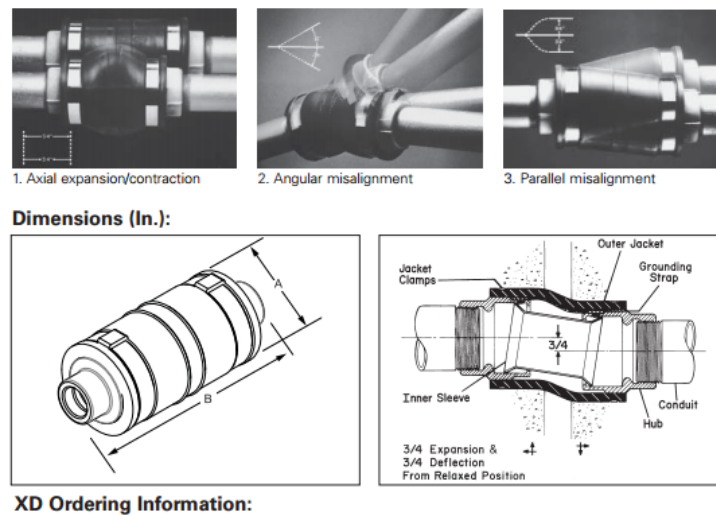 1. Axial expansion/contraction
2. Angular misalignment
3. Parallel misalignment
Dimensions (In.):
A
B
Outer Jacket
Jacket
Clamps
Grounding
Strap
3/4
Inner Sleeve
Conduit
Hub
3/4 Expansion &
3/4 Deflection
From Relaxed Position
XD Ordering Information: